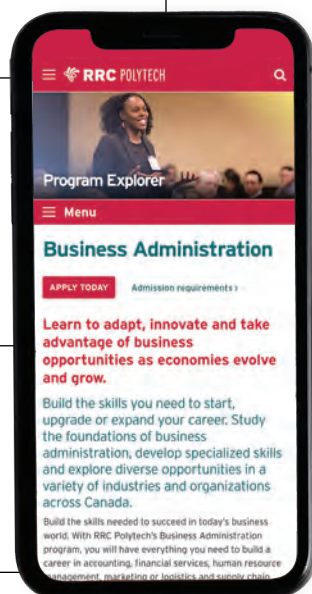 RRC POLYTECH
Program Explorer
Menu
Business Administration
APPLY TODAY Admission requirements ›
Learn to adapt, innovate and take
advantage of business
opportunities as economies evolve
and grow.
Build the skills you need to start,
upgrade or expand your career. Study
the foundations of business
administration, develop specialized skills
and explore diverse opportunities in a
variety of industries and organizations
across Canada.
Build the skills needed to succeed in today's business
world. With RRC Polytech's Business Administration
program, you will have everything you need to build a
career in accounting, financial services, human resource
management, marketing or logistics and supply chain